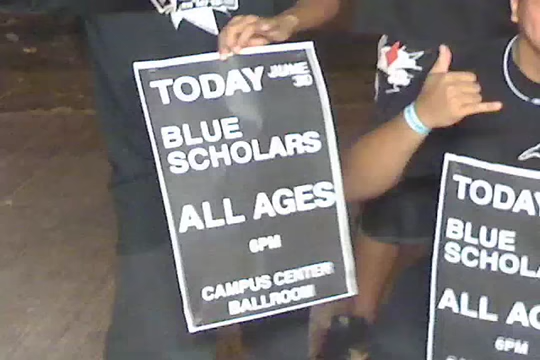 TODAY JUNE 30
BLUE
SCHOLARS
ALL AGES
6PM
CAMPUS CENTER
BALLROOM
TODAY
BLUE
SCHOLA
ALL AG
6PM